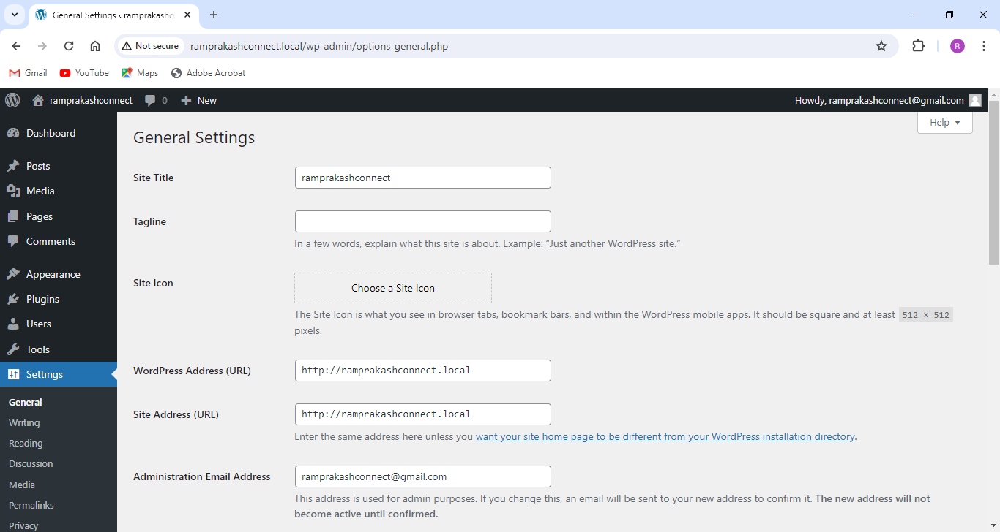 General Settings ‹ ramprakashc
Not secure
ramprakashconnect.local/wp-admin/options-general.php
R
Gmail
YouTube
Maps
Adobe Acrobat
ramprakashconnect
0
New
Howdy, ramprakashconnect@gmail.com
Help
Dashboard
Posts
Media
Pages
Comments
Appearance
Plugins
Users
Tools
Settings
General
Writing
Reading
Discussion
Media
Permalinks
Privacy
General Settings
Site Title
ramprakashconnect
Tagline
In a few words, explain what this site is about. Example: “Just another WordPress site.”
Site Icon
Choose a Site Icon
The Site Icon is what you see in browser tabs, bookmark bars, and within the WordPress mobile apps. It should be square and at least 512 × 512
pixels.
WordPress Address (URL)
http://ramprakashconnect.local
Site Address (URL)
http://ramprakashconnect.local
Enter the same address here unless you want your site home page to be different from your WordPress installation directory.
Administration Email Address
ramprakashconnect@gmail.com
This address is used for admin purposes. If you change this, an email will be sent to your new address to confirm it. The new address will not
become active until confirmed.